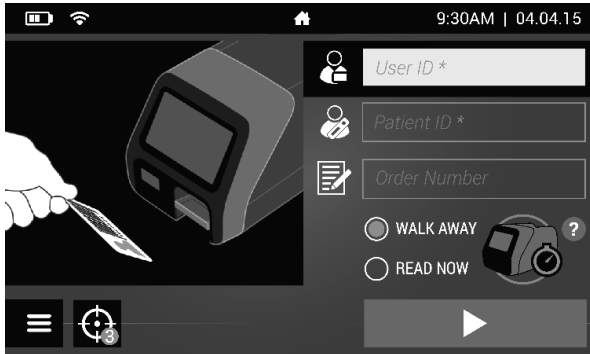 9:30AM | 04.04.15
User ID *
Patient ID *
Order Number
WALK AWAY
?
READ NOW
3